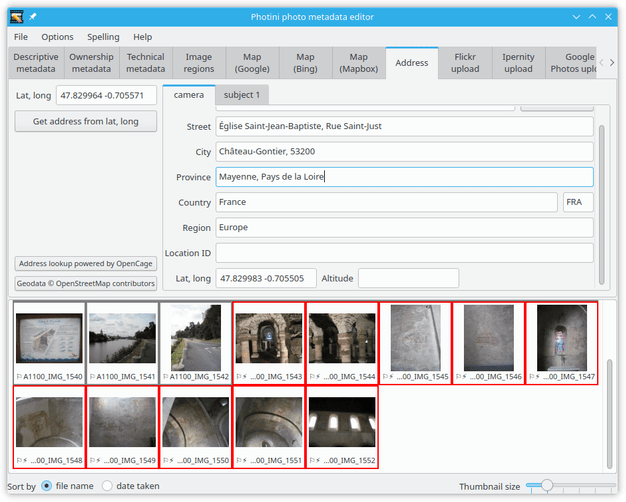 Photini photo metadata editor
File Options Spelling Help
Descriptive metadata
Ownership metadata
Technical metadata
Image regions
Map (Google)
Map (Bing)
Map (Mapbox)
Address
Flickr upload
Ipernity upload
Google Photos uplo
Lat, long 47.829964 -0.705571
Get address from lat, long
camera subject 1
Street Église Saint-Jean-Baptiste, Rue Saint-Just
City Château-Gontier, 53200
Province Mayenne, Pays de la Loire
Country France FRA
Region Europe
Location ID
Lat, long 47.829983 -0.705505 Altitude
Address lookup powered by OpenCage
Geodata © OpenStreetMap contributors
A1100_IMG_1540 A1100_IMG_1541 A1100_IMG_1542 ...00_IMG_1543 ...00_IMG_1544 ...00_IMG_1545 ...00_IMG_1546 ...00_IMG_1547
...00_IMG_1548 ...00_IMG_1549 ...00_IMG_1550 ...00_IMG_1551 ...00_IMG_1552
Sort by file name date taken Thumbnail size